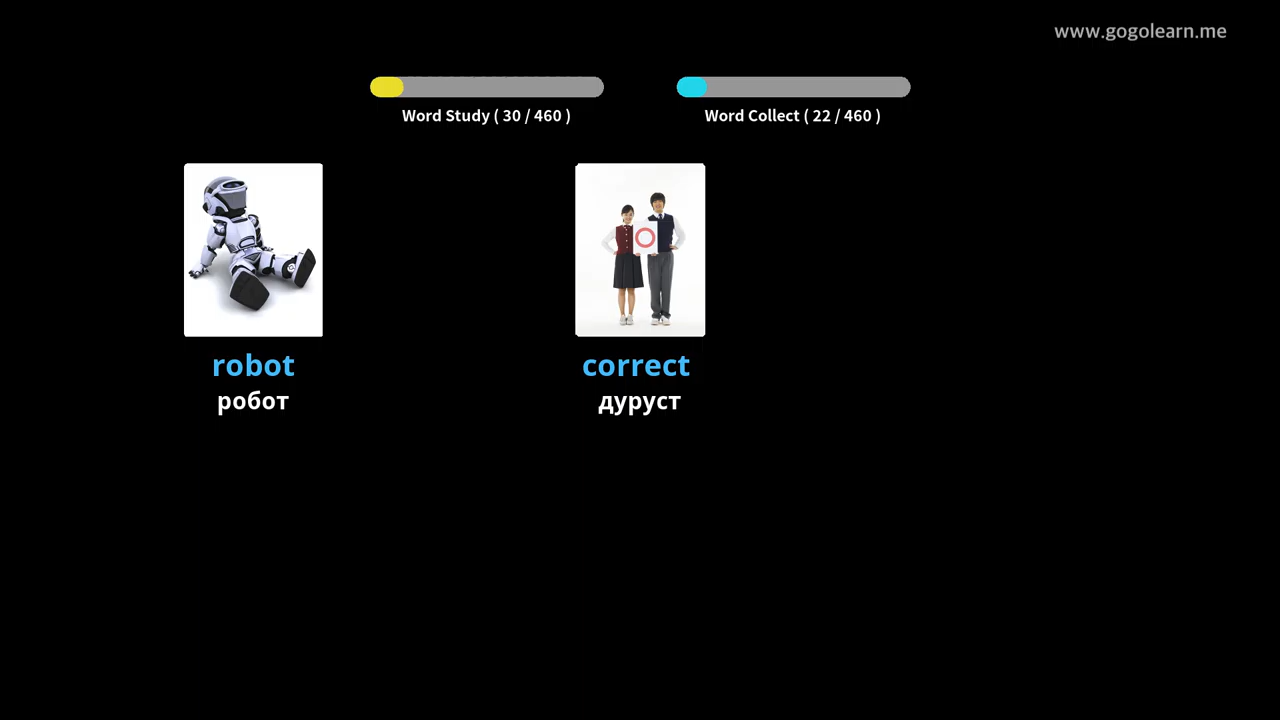 www.gogolearn.me
Word Study ( 30 / 460 )
Word Collect ( 22 / 460 )
robot
робот
correct
дуруст